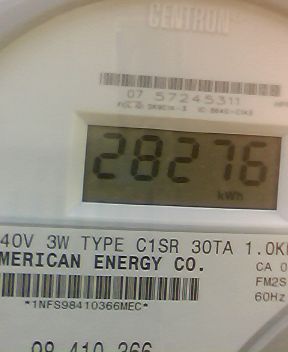 CENTRON
07 57245311
28276
kWh
40V 3W TYPE C1SR 30TA 1.0K
MERICAN ENERGY CO.
CA 0
FM2S
60Hz
*1NFS98410366MEC*
98 410 366